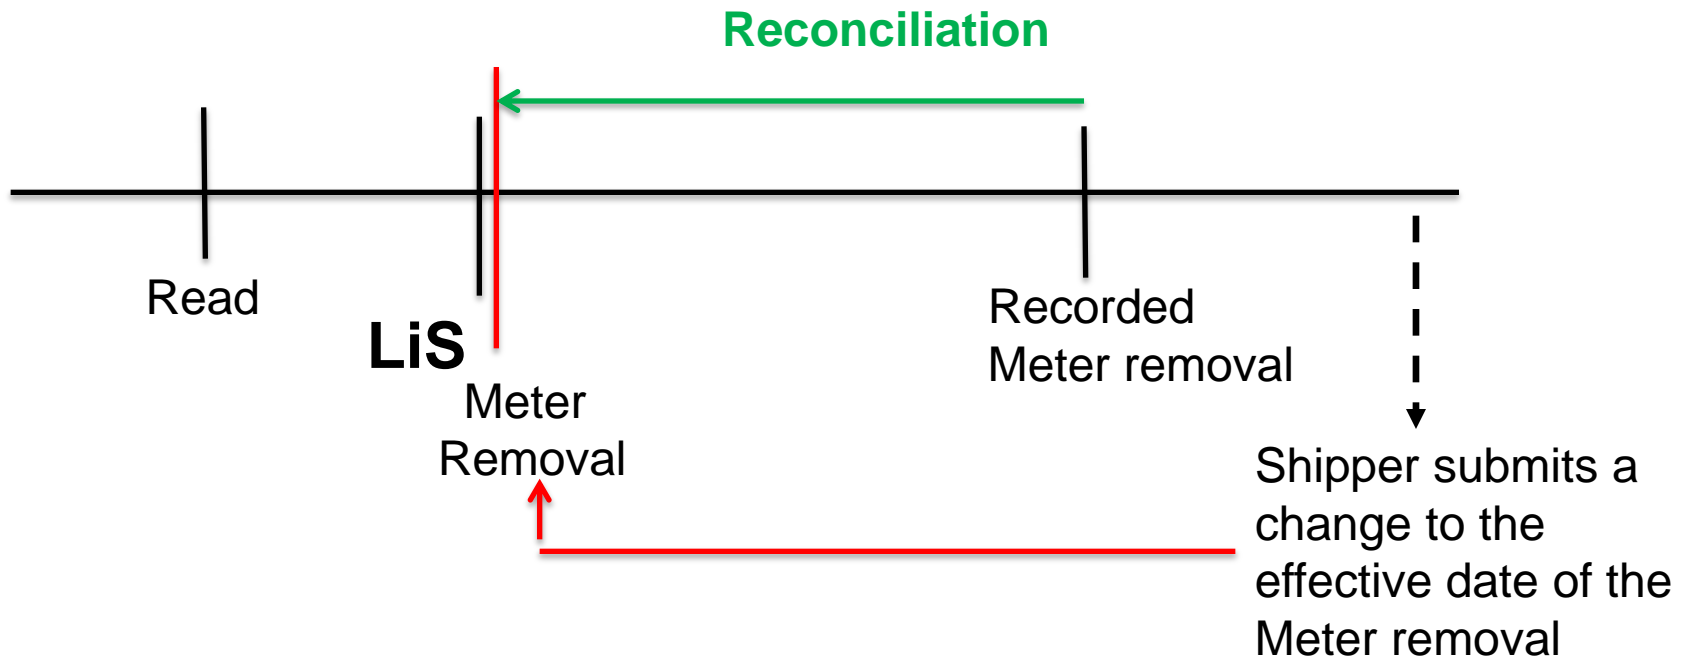 Reconciliation
Read
LiS
Meter
Removal
Recorded
Meter removal
Shipper submits a
change to the
effective date of the
Meter removal